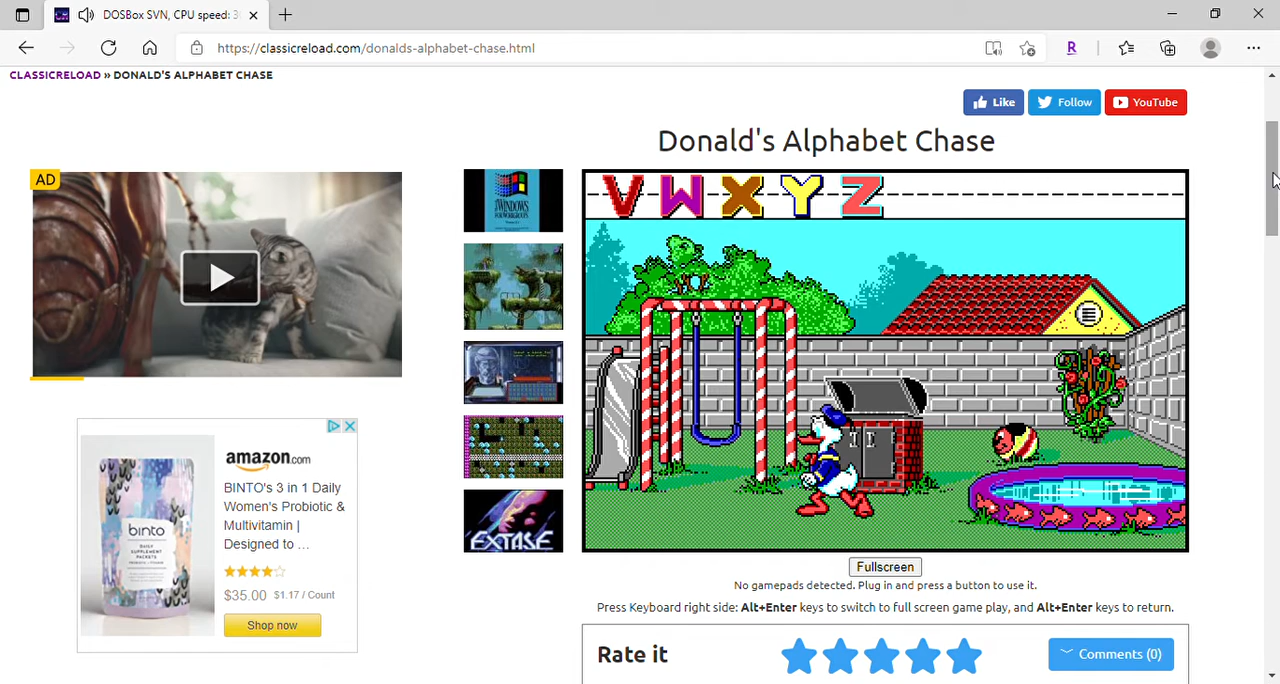 DOSBox SVN, CPU speed: 3
https://classicreload.com/donalds-alphabet-chase.html
R
CLASSICRELOAD » DONALD'S ALPHABET CHASE
Like
Follow
YouTube
Donald's Alphabet Chase
AD
V W X Y Z
WINDOWS
EXTASE
amazon.com
BINTO's 3 in 1 Daily
Women's Probiotic &
Multivitamin |
Designed to …
binto
$35.00 $1.17 / Count
Shop now
Fullscreen
No gamepads detected. Plug in and press a button to use it.
Press Keyboard right side: Alt+Enter keys to switch to full screen game play, and Alt+Enter keys to return.
Rate it
Comments (0)